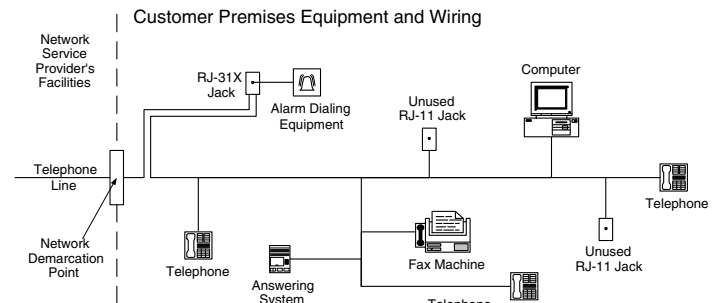 Customer Premises Equipment and Wiring
Network
Service
Provider's
Facilities
RJ-31X
Jack
Alarm Dialing
Equipment
Unused
RJ-11 Jack
Computer
Telephone
Line
Telephone
Network
Demarcation
Point
Telephone
Answering
System
Fax Machine
Unused
RJ-11 Jack
Telephone